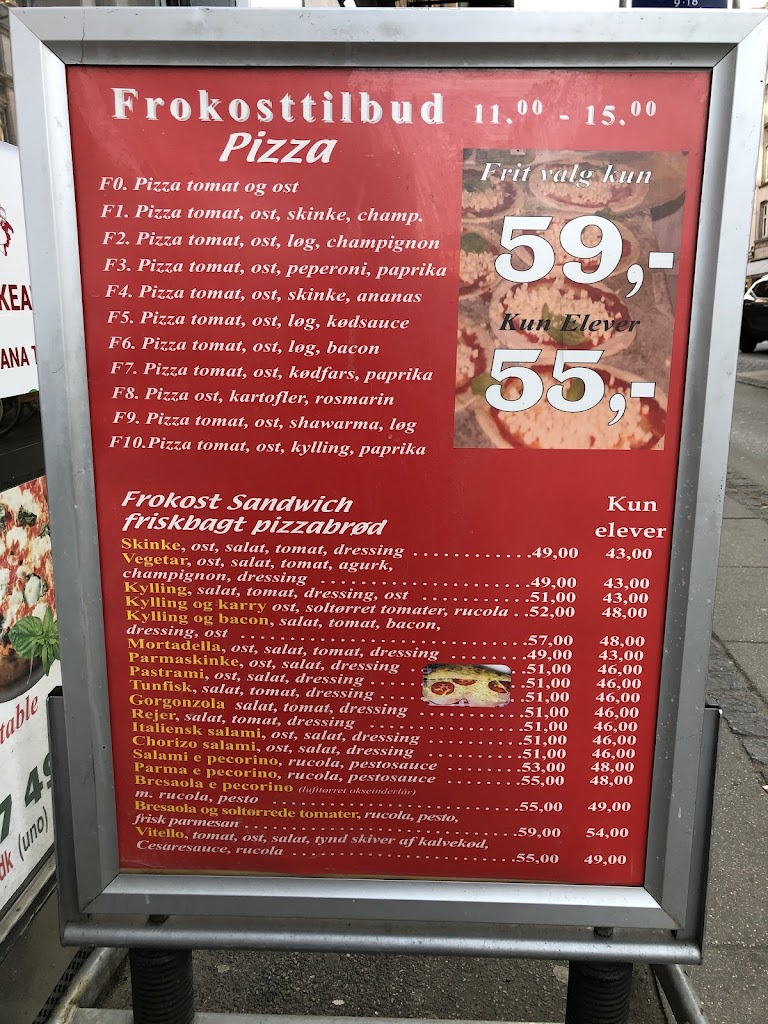 9-18
Frokosttilbud 11.00 - 15.00
Pizza
F0. Pizza tomat og ost
F1. Pizza tomat, ost, skinke, champ.
F2. Pizza tomat, ost, løg, champignon
F3. Pizza tomat, ost, peperoni, paprika
F4. Pizza tomat, ost, skinke, ananas
F5. Pizza tomat, ost, løg, kødsauce
F6. Pizza tomat, ost, løg, bacon
F7. Pizza tomat, ost, kødfars, paprika
F8. Pizza ost, kartofler, rosmarin
F9. Pizza tomat, ost, shawarma, løg
F10.Pizza tomat, ost, kylling, paprika
Frit valg kun
59,-
Kun Elever
55,-
Frokost Sandwich
friskbagt pizzabrød
Kun
elever
Skinke, ost, salat, tomat, dressing ............49,00 43,00
Vegetar, ost, salat, tomat, agurk,
champignon, dressing ......................49,00 43,00
Kylling, salat, tomat, dressing, ost ............51,00 43,00
Kylling og karry ost, soltørret tomater, rucola ..52,00 48,00
Kylling og bacon, salat, tomat, bacon,
dressing, ost ..............................57,00 48,00
Mortadella, ost, salat, tomat, dressing .........49,00 43,00
Parmaskinke, ost, salat, dressing ..51,00 46,00
Pastrami, ost, salat, dressing ......51,00 46,00
Tunfisk, salat, tomat, dressing .....51,00 46,00
Gorgonzola salat, tomat, dressing ...............51,00 46,00
Rejer, salat, tomat, dressing ...................51,00 46,00
Italiensk salami, ost, salat, dressing ..........51,00 46,00
Chorizo salami, ost, salat, dressing ............51,00 46,00
Salami e pecorino, rucola, pestosauce ..........53,00 48,00
Parma e pecorino, rucola, pestosauce ..........55,00 48,00
Bresaola e pecorino (lufttørret okseinderlår)
m. rucola, pesto ..............................55,00 49,00
Bresaola og soltørrede tomater, rucola, pesto,
frisk parmesan ................................59,00 54,00
Vitello, tomat, ost, salat, tynd skiver af kalvekød,
Cesaresauce, rucola ..........................55,00 49,00
KEA
ANA T
table
7 49
dk (uno)